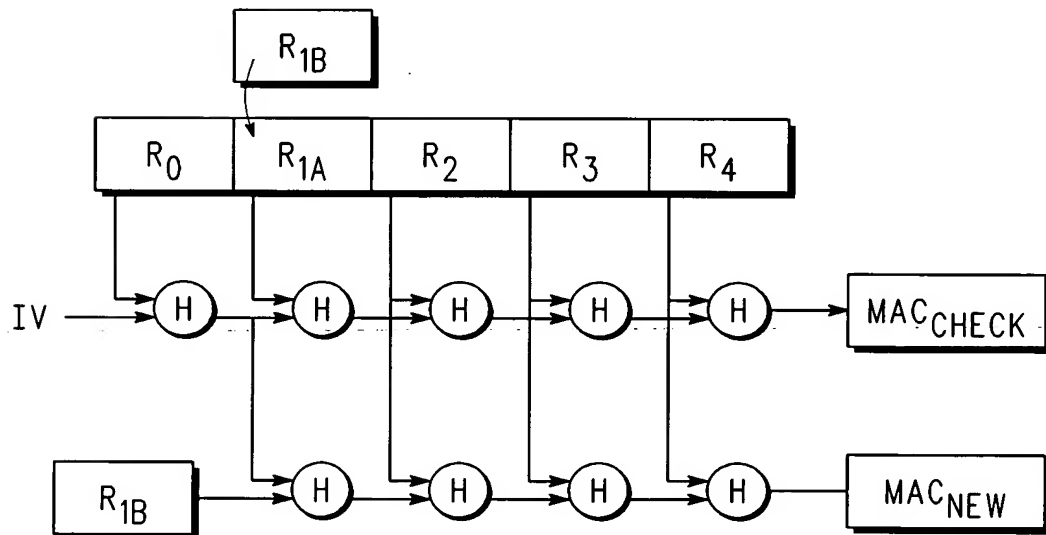 R1B
R0 R1A R2 R3 R4
IV H H H H H MACCHECK
R1B H H H H MACNEW